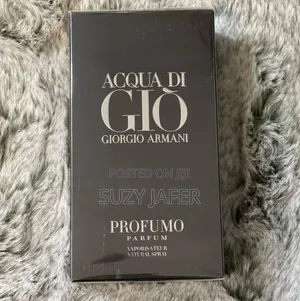 ACQUA DI
GIÒ
GIORGIO ARMANI
POSTED ON JIJI
SUZY JAFER
PROFUMO
PARFUM
VAPORISATEUR
NATURAL SPRAY